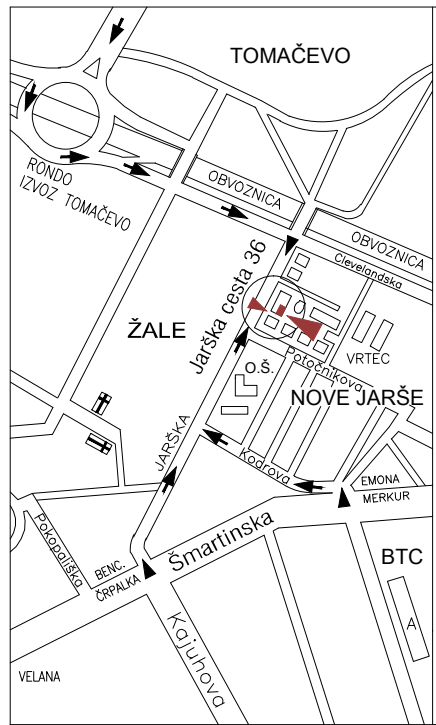 TOMAČEVO
RONDO
IZVOZ TOMAČEVO
OBVOZNICA
OBVOZNICA
Clevelandska
Jarška cesta 36
ŽALE
VRTEC
Potočnikova
O.Š.
NOVE JARŠE
JARŠKA
Kodrova
EMONA
MERKUR
Pokopališka
Šmartinska
BTC
BENC.
ČRPALKA
A
Kajuhova
VELANA